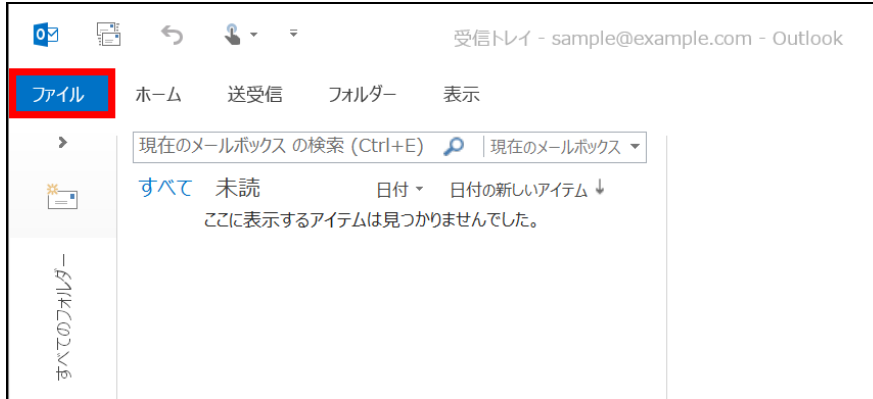 受信トレイ - sample@example.com - Outlook
ファイル ホーム 送受信 フォルダー 表示
現在のメールボックス の検索 (Ctrl+E) 現在のメールボックス
すべて 未読 日付 日付の新しいアイテム ↓
ここに表示するアイテムは見つかりませんでした。
すべてのフォルダー